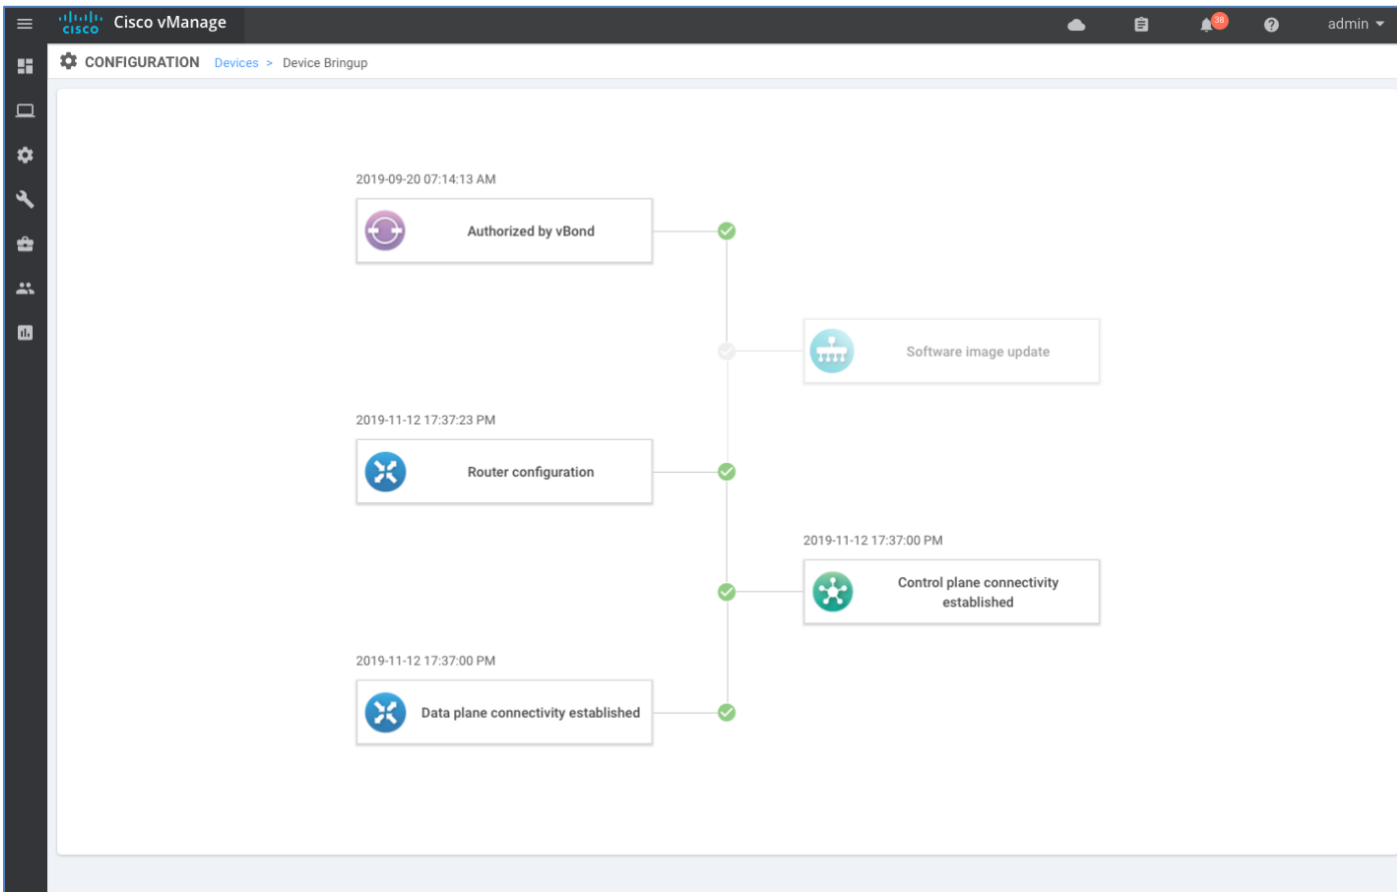 cisco Cisco vManage 38 admin
CONFIGURATION Devices > Device Bringup
2019-09-20 07:14:13 AM
Authorized by vBond
Software image update
2019-11-12 17:37:23 PM
Router configuration
2019-11-12 17:37:00 PM
Control plane connectivity
established
2019-11-12 17:37:00 PM
Data plane connectivity established